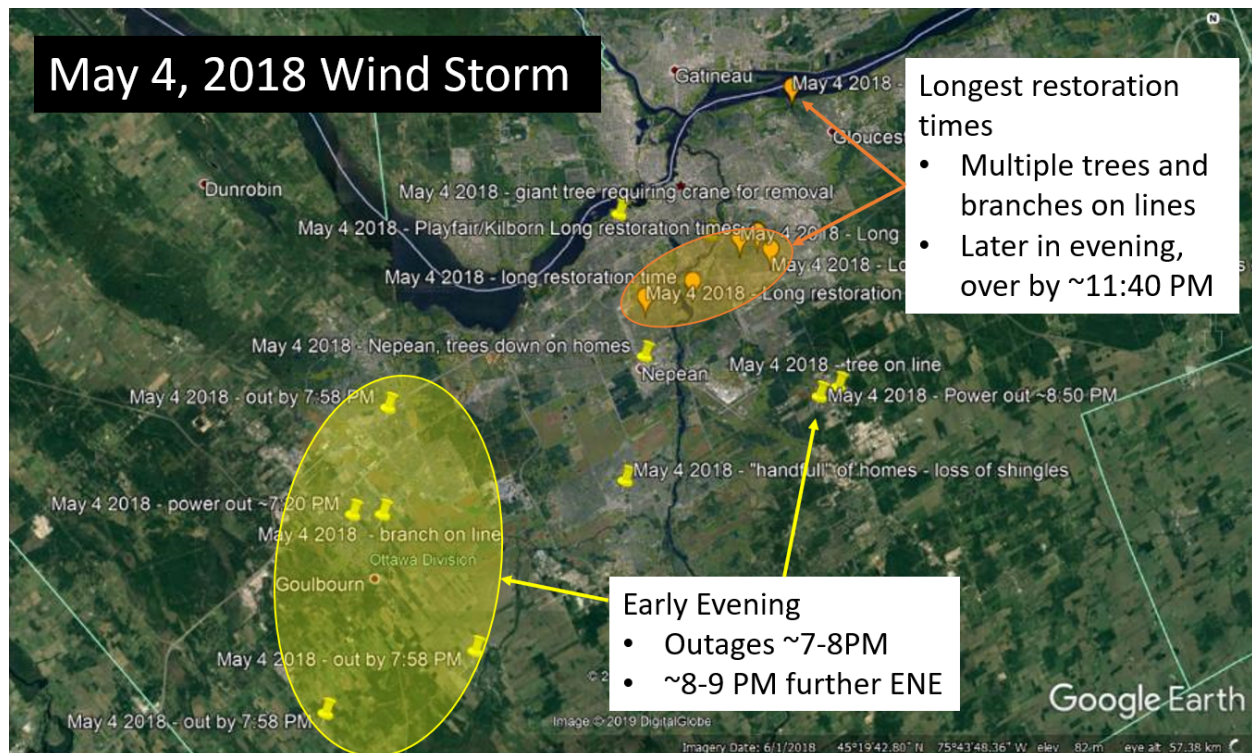 May 4, 2018 Wind Storm
Gatineau
May 4 2018 -
Longest restoration
times
• Multiple trees and
branches on lines
• Later in evening,
over by ~11:40 PM
Dunrobin
May 4 2018 - giant tree requiring crane for removal
May 4 2018 - Playfair/Kilborn Long restoration times
May 4 2018 - Long
May 4 2018 - long restoration time
May 4 2018 -
May 4 2018 - Long restoration
May 4 2018 - Nepean, trees down on homes
Nepean
May 4 2018 - tree on line
May 4 2018 - out by 7:58 PM
May 4 2018 - Power out ~8:50 PM
May 4 2018 - "handfull" of homes - loss of shingles
May 4 2018 - power out ~7:20 PM
May 4 2018 - branch on line
Ottawa Division
Goulbourn
Early Evening
• Outages ~7-8PM
• ~8-9 PM further ENE
May 4 2018 - out by 7:58 PM
May 4 2018 - out by 7:58 PM
Google Earth
Image © 2019 DigitalGlobe
Imagery Date: 6/1/2018 45°19'42.80" N 75°43'48.36" W elev 82 m eye alt 57.38 km